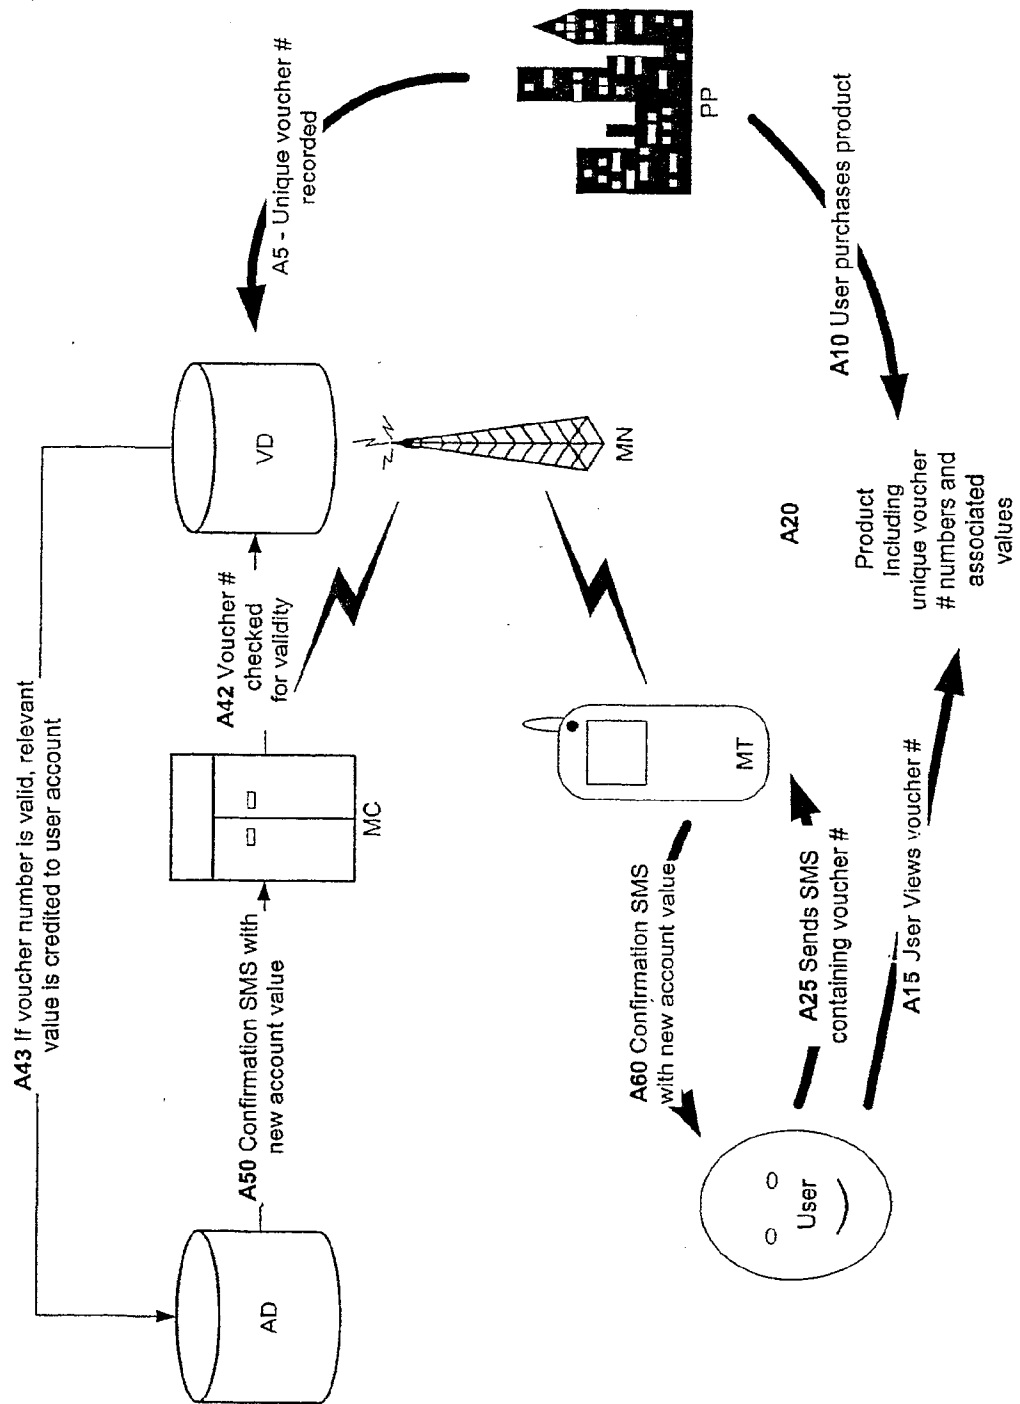 A43 If voucher number is valid, relevant
value is credited to user account
A50 Confirmation SMS with
new account value
A42 Voucher #
checked
for validity
A5 - Unique voucher #
recorded
AD
MC
VD
MN
PP
A60 Confirmation SMS
with new account value
MT
User
A25 Sends SMS
containing voucher #
A15 Jser Views voucher #
A10 User purchases product
A20
Product
Including
unique voucher
# numbers and
associated
values